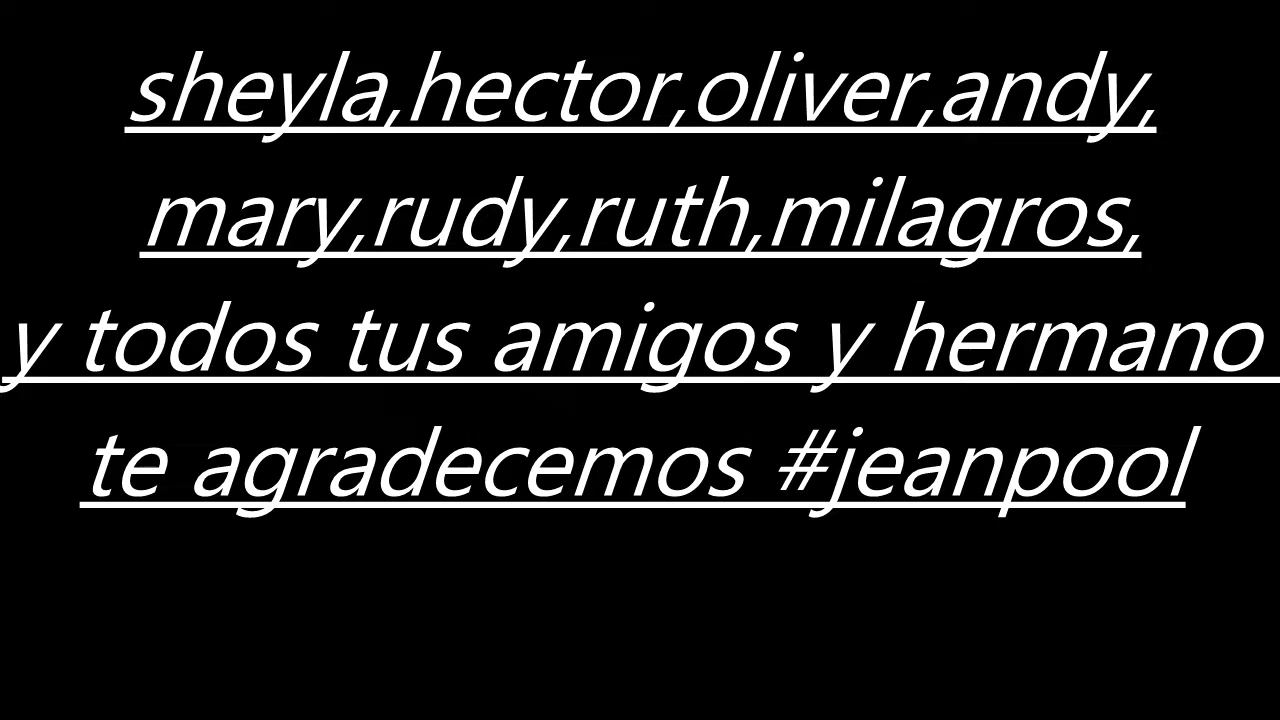 sheyla,hector,oliver,andy,
mary,rudy,ruth,milagros,
y todos tus amigos y hermano
te agradecemos #jeanpool